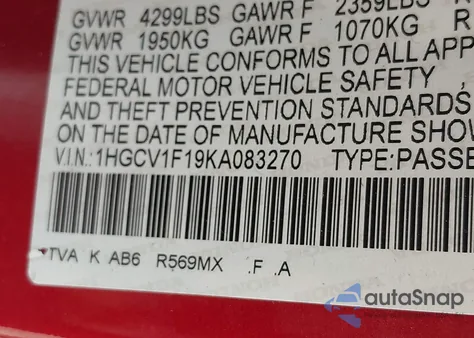 GVWR 4299LBS GAWR F 2359LBS
GVWR 1950KG GAWR F 1070KG
THIS VEHICLE CONFORMS TO ALL APP
FEDERAL MOTOR VEHICLE SAFETY
AND THEFT PREVENTION STANDARDS
ON THE DATE OF MANUFACTURE SHOW
V.I.N.:1HGCV1F19KA083270 TYPE:PASSE
*TVA K AB6 R569MX .F .A
autoSnap